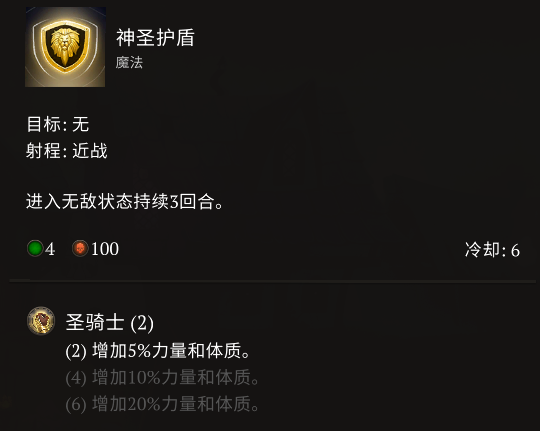 神圣护盾
魔法
目标: 无
射程: 近战
进入无敌状态持续3回合。
4 100 冷却: 6
圣骑士 (2)
(2) 增加5%力量和体质。
(4) 增加10%力量和体质。
(6) 增加20%力量和体质。